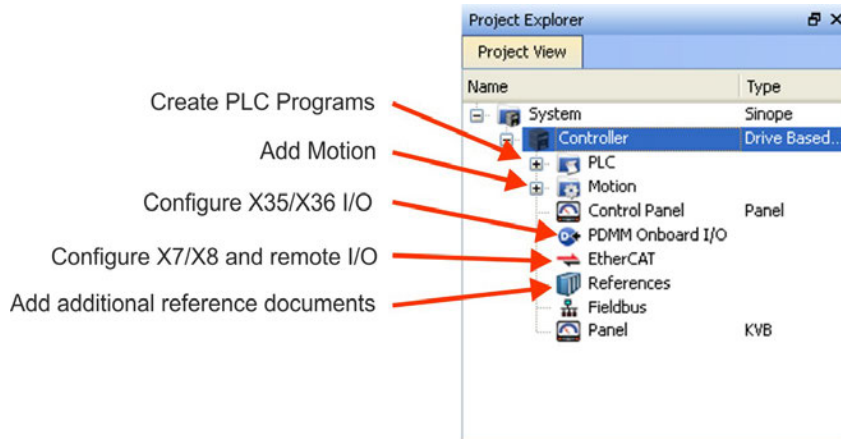 Project Explorer
Project View
Name Type
System Sinope
Controller Drive Based...
Create PLC Programs PLC
Add Motion Motion
Control Panel Panel
Configure X35/X36 I/O PDMM Onboard I/O
Configure X7/X8 and remote I/O EtherCAT
Add additional reference documents References
Fieldbus
Panel KVB